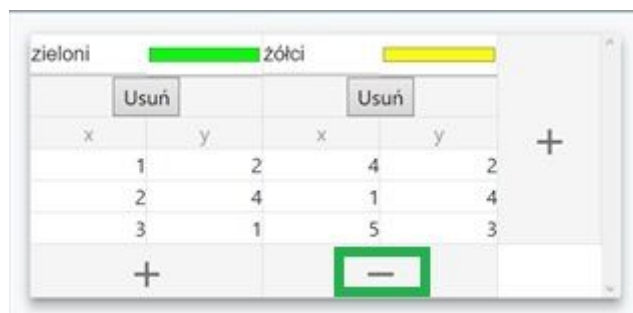 zieloni żółci
Usuń Usuń
x y x y
1 2 4 2
2 4 1 4
3 1 5 3
+ − +